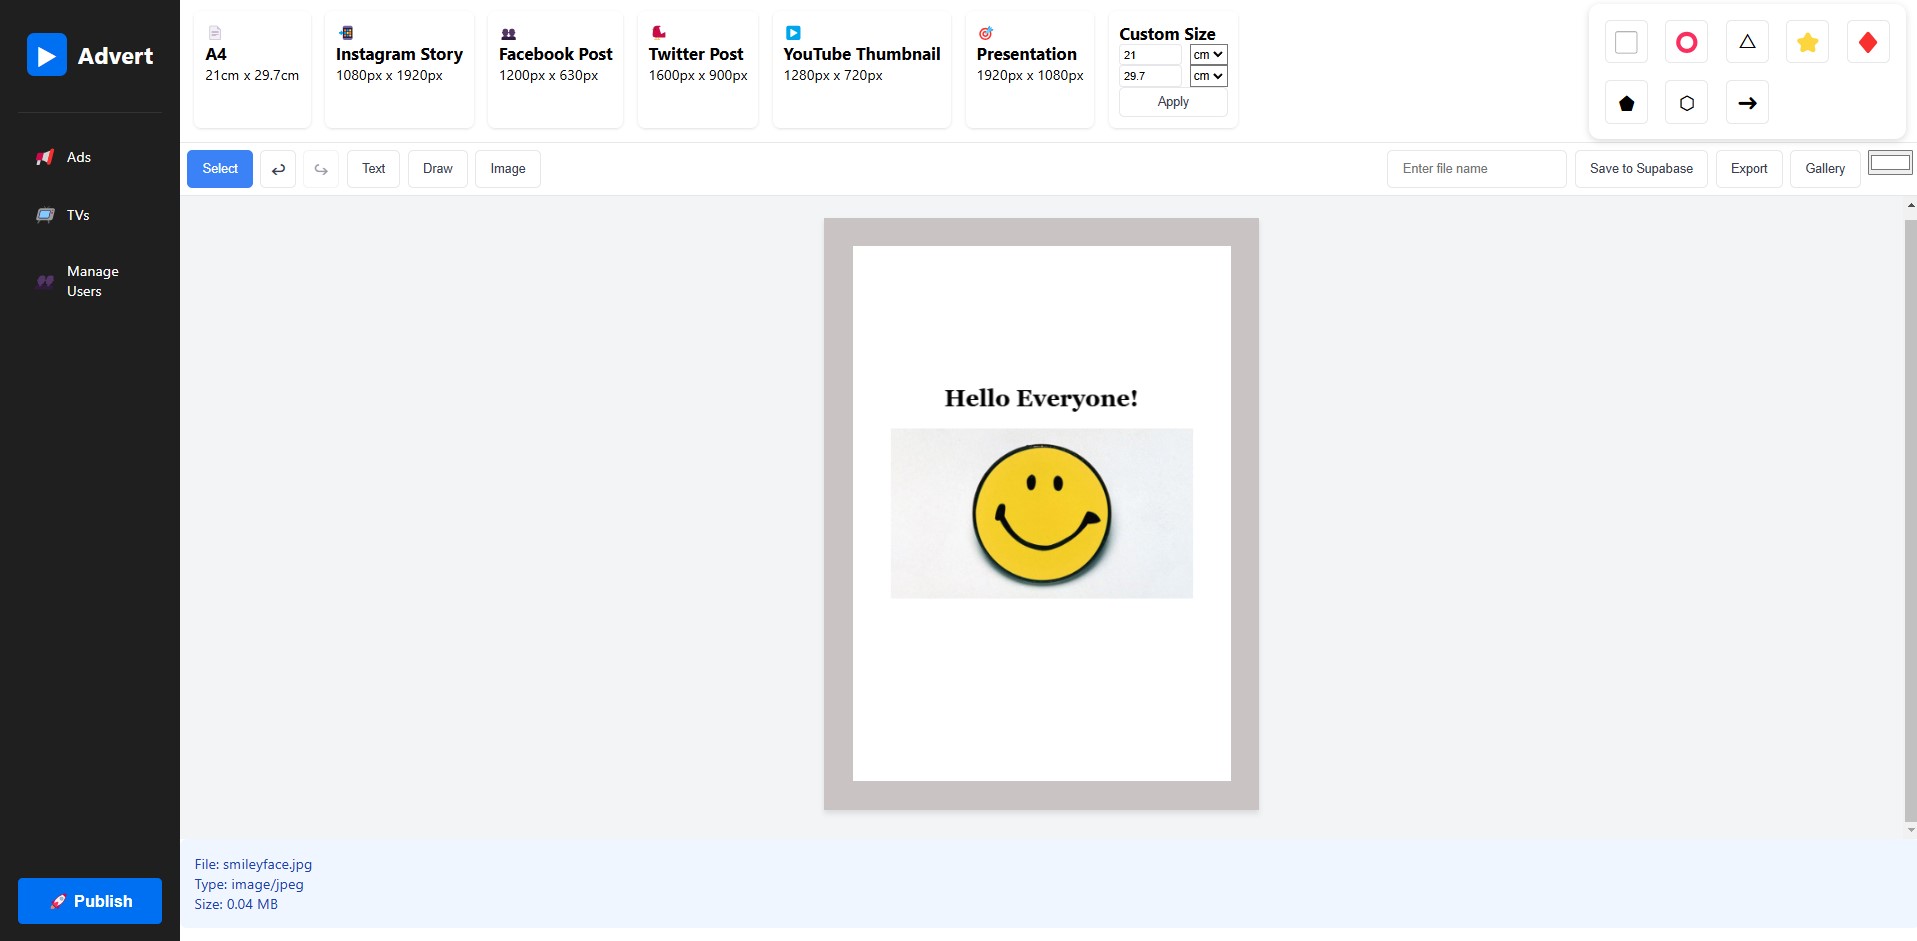 Advert
Ads
TVs
Manage
Users
Publish
A4
21cm x 29.7cm
Instagram Story
1080px x 1920px
Facebook Post
1200px x 630px
Twitter Post
1600px x 900px
YouTube Thumbnail
1280px x 720px
Presentation
1920px x 1080px
Custom Size
21 cm
29.7 cm
Apply
Select Text Draw Image Enter file name Save to Supabase Export Gallery
Hello Everyone!
File: smileyface.jpg
Type: image/jpeg
Size: 0.04 MB